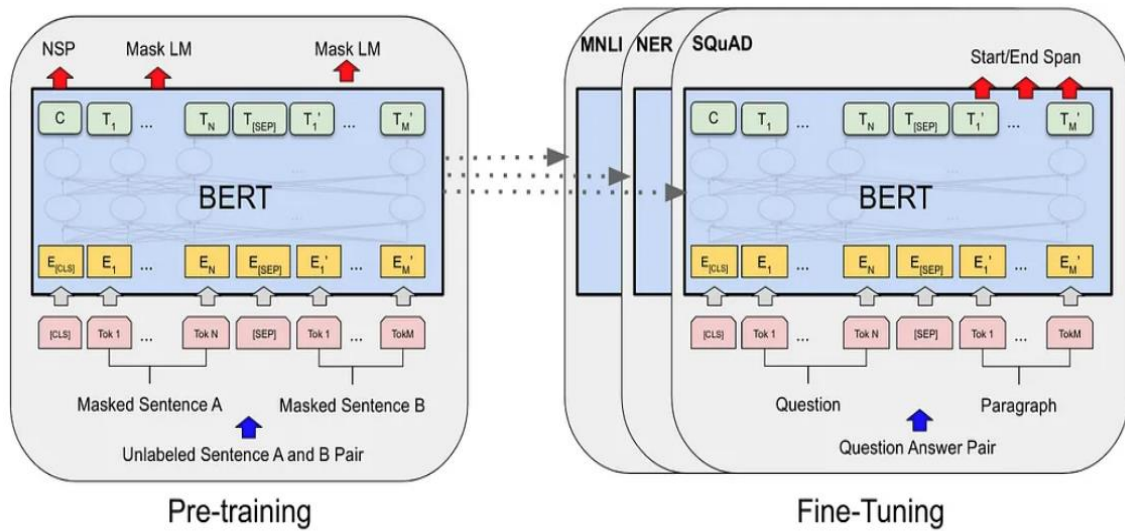 NSP Mask LM Mask LM
C T1 ... TN T[SEP] T1' ... TM'
BERT
E[CLS] E1 ... EN E[SEP] E1' ... EM'
[CLS] Tok 1 ... Tok N [SEP] Tok 1 ... TokM
Masked Sentence A Masked Sentence B
Unlabeled Sentence A and B Pair
Pre-training
MNLI NER SQuAD
Start/End Span
C T1 ... TN T[SEP] T1' ... TM'
BERT
E[CLS] E1 ... EN E[SEP] E1' ... EM'
[CLS] Tok 1 ... Tok N [SEP] Tok 1 ... TokM
Question Paragraph
Question Answer Pair
Fine-Tuning